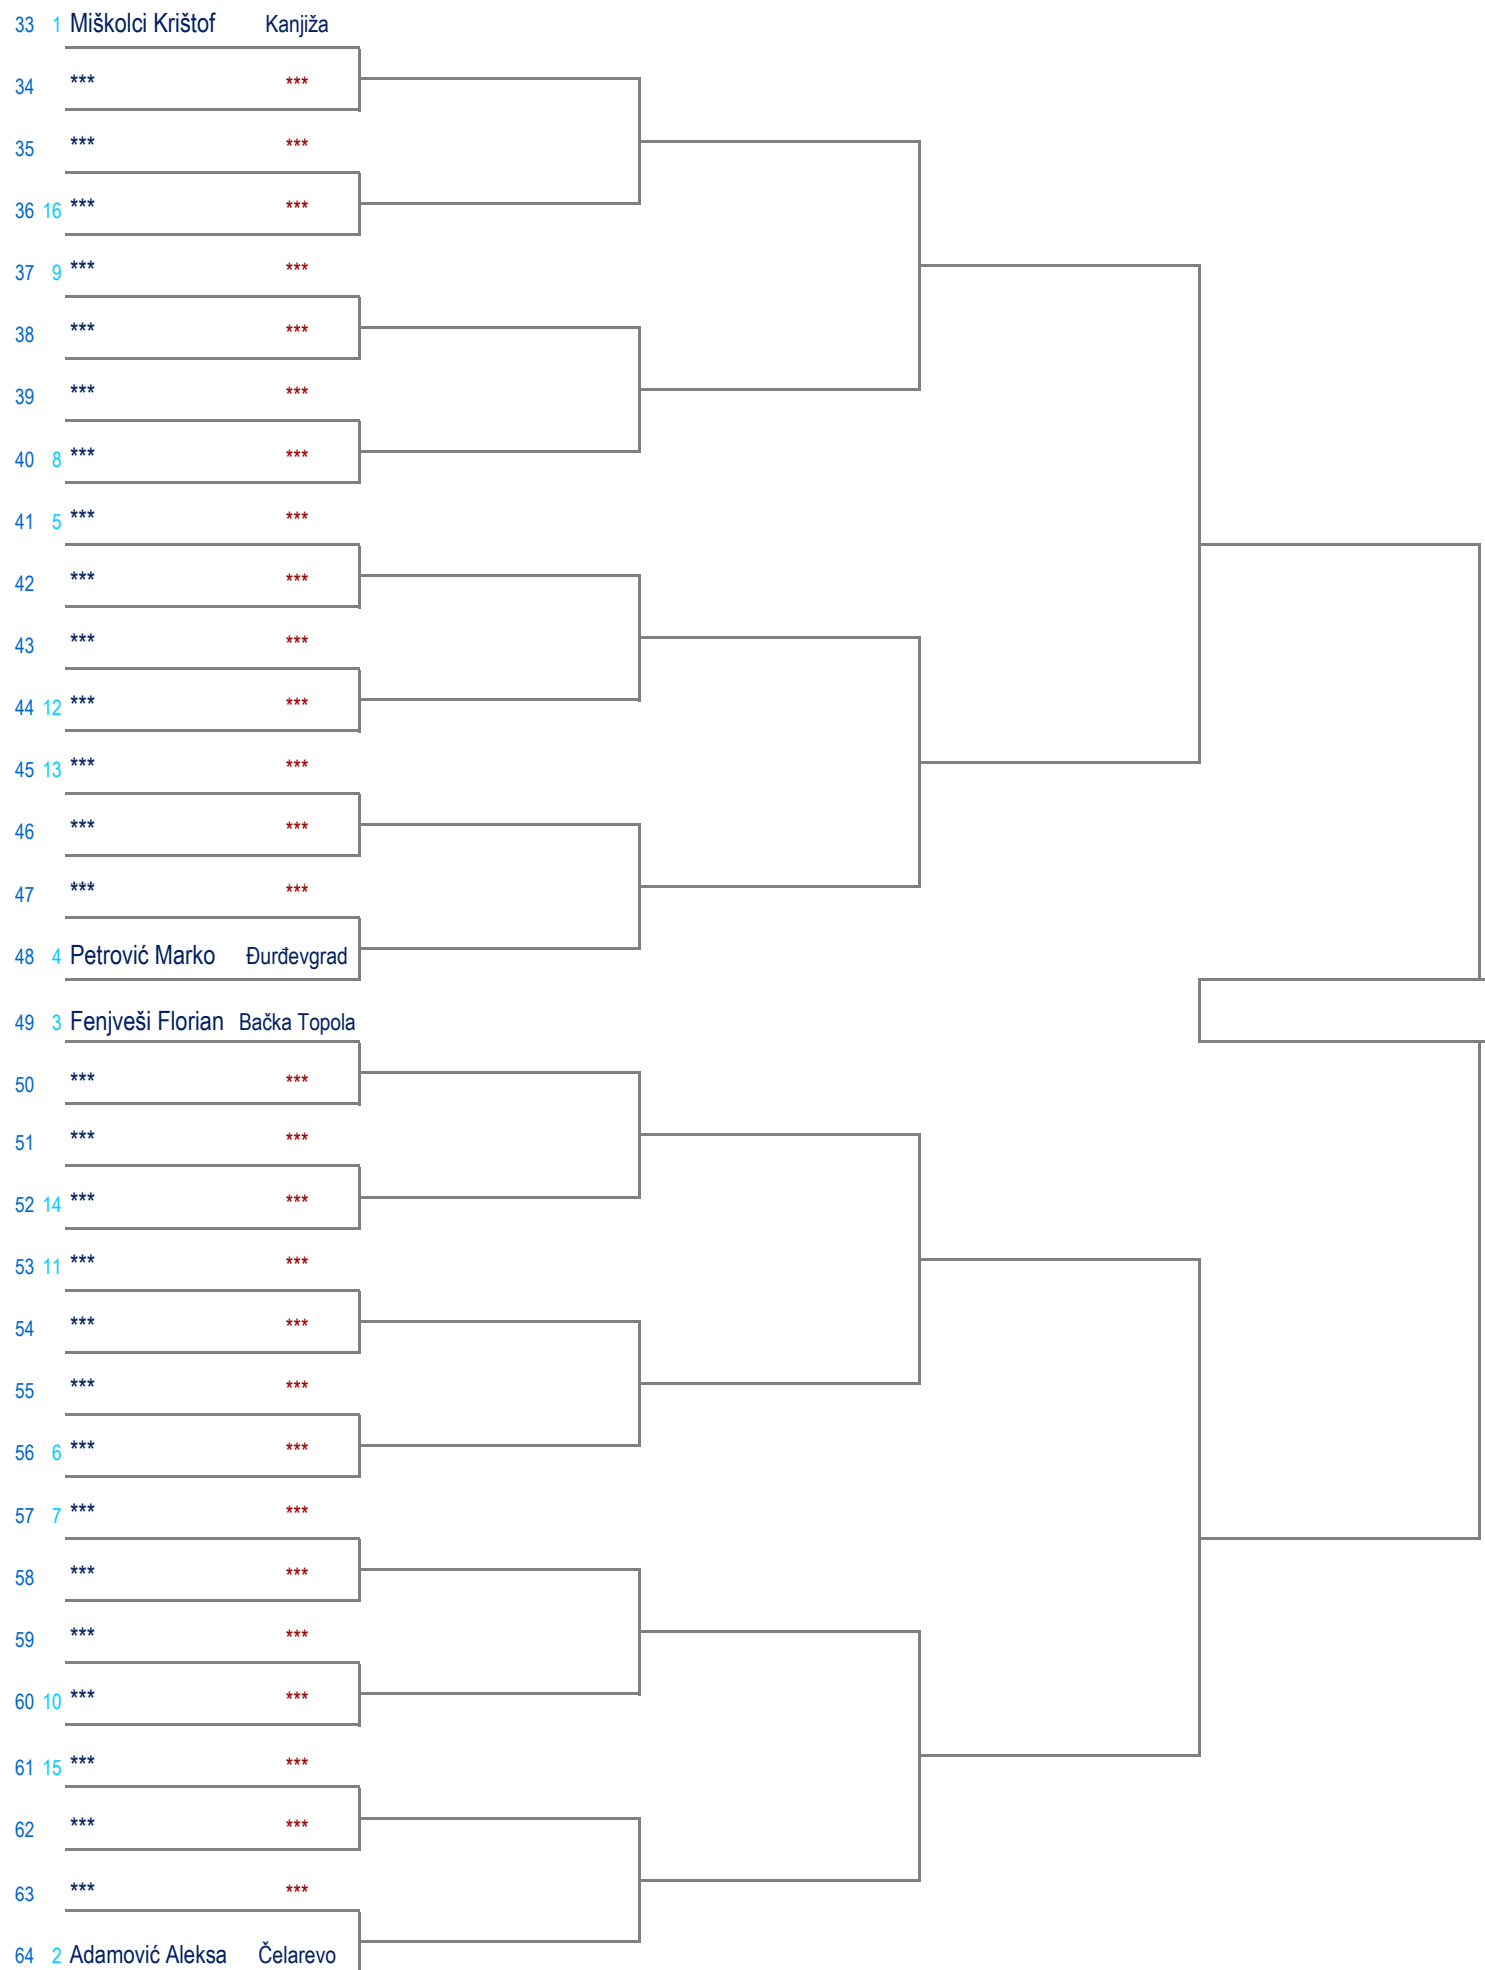 33 1 Miškolci Krištof Kanjiža
34 *** ***
35 *** ***
36 16 *** ***
37 9 *** ***
38 *** ***
39 *** ***
40 8 *** ***
41 5 *** ***
42 *** ***
43 *** ***
44 12 *** ***
45 13 *** ***
46 *** ***
47 *** ***
48 4 Petrović Marko Đurđevgrad
49 3 Fenjveši Florian Bačka Topola
50 *** ***
51 *** ***
52 14 *** ***
53 11 *** ***
54 *** ***
55 *** ***
56 6 *** ***
57 7 *** ***
58 *** ***
59 *** ***
60 10 *** ***
61 15 *** ***
62 *** ***
63 *** ***
64 2 Adamović Aleksa Čelarevo